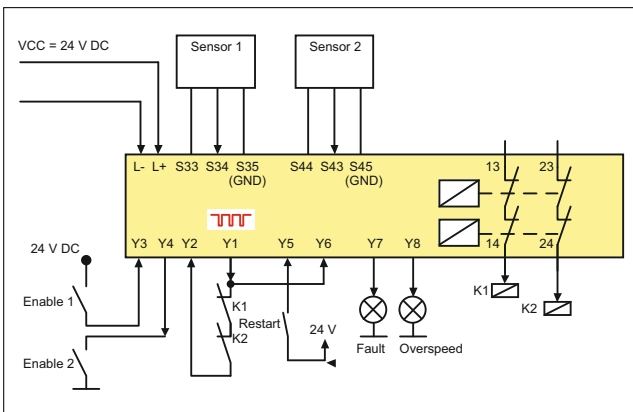 VCC = 24 V DC
Sensor 1
Sensor 2
L- L+ S33 S34 S35 S44 S43 S45
(GND) (GND)
13 23
14 24
Y3 Y4 Y2 Y1 Y5 Y6 Y7 Y8
24 V DC
Enable 1
Enable 2
K1
K2
Restart
24 V
Fault Overspeed
K1
K2